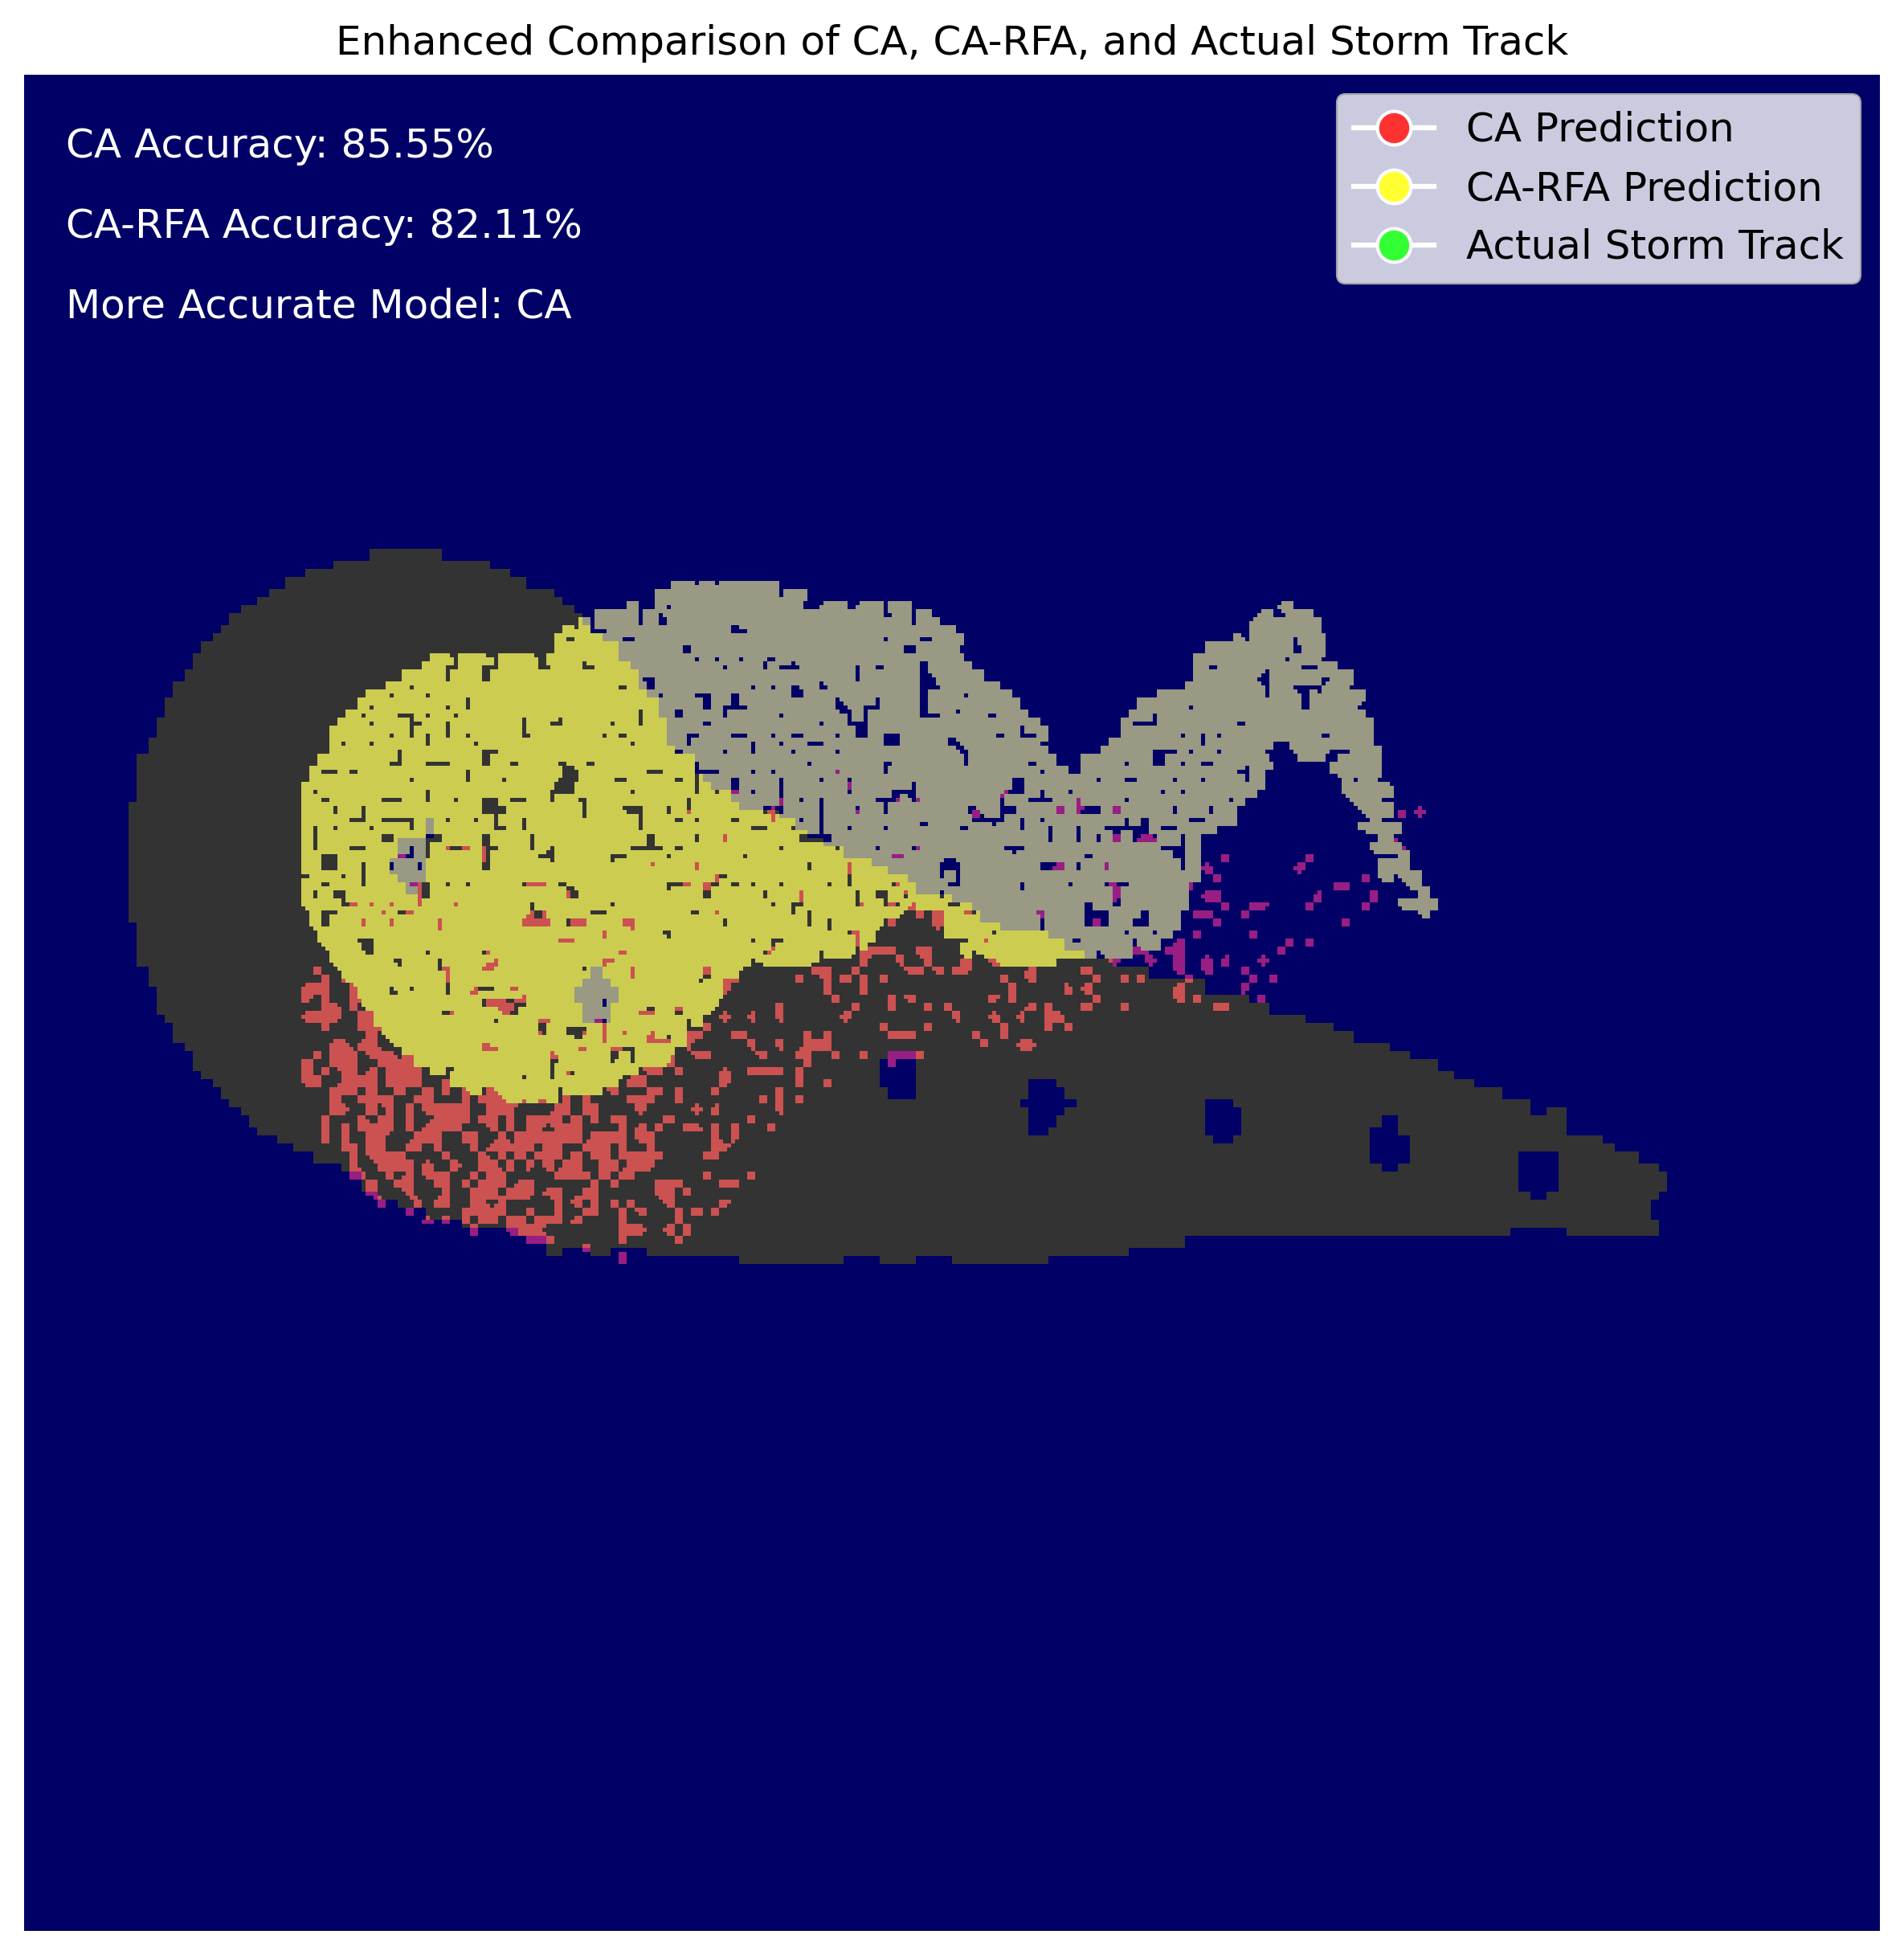 Enhanced Comparison of CA, CA-RFA, and Actual Storm Track
CA Accuracy: 85.55%
CA-RFA Accuracy: 82.11%
More Accurate Model: CA
CA Prediction
CA-RFA Prediction
Actual Storm Track